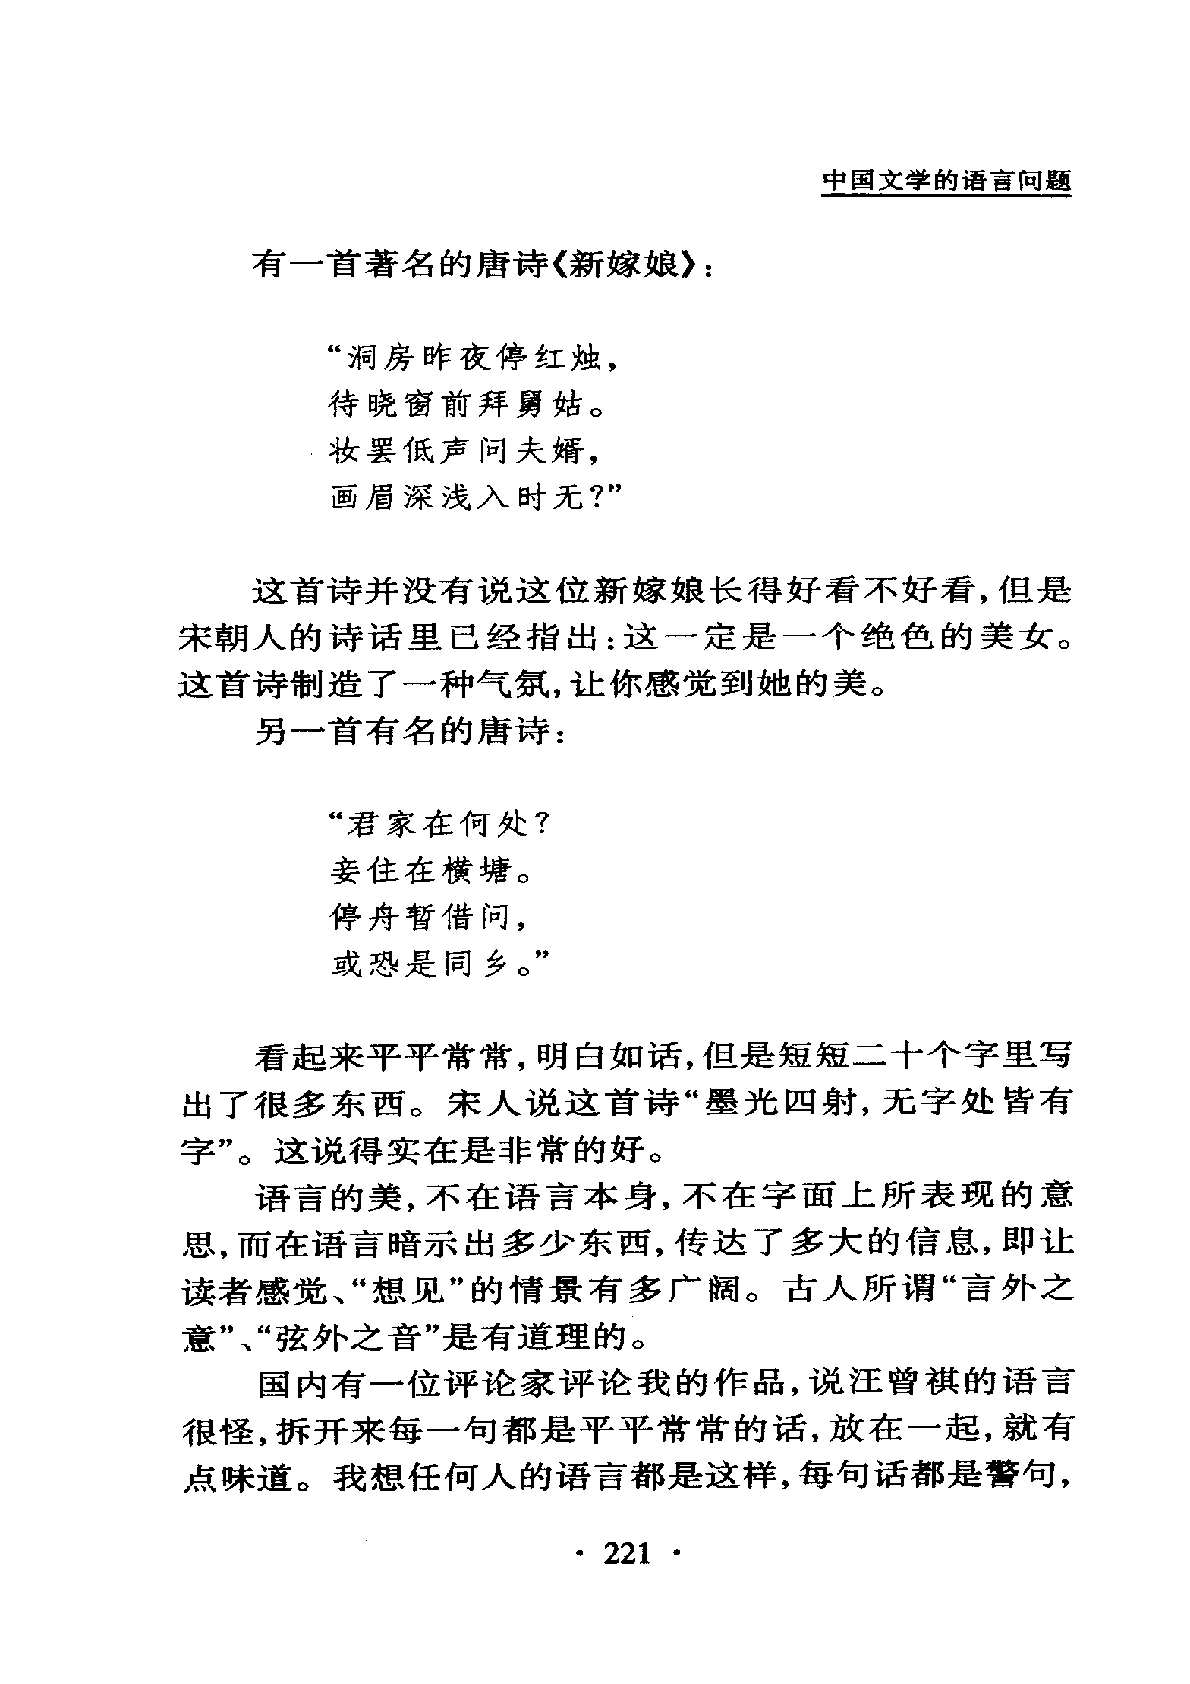 中国文学的语言问题
有一首著名的唐诗《新嫁娘》：
“洞房昨夜停红烛，
待晓窗前拜舅姑。
妆罢低声问夫婿，
画眉深浅入时无？”
这首诗并没有说这位新嫁娘长得好看不好看，但是
宋朝人的诗话里已经指出：这一定是一个绝色的美女。
这首诗制造了一种气氛，让你感觉到她的美。
另一首有名的唐诗：
“君家在何处？
妾住在横塘。
停舟暂借问，
或恐是同乡。”
看起来平平常常，明白如话，但是短短二十个字里写
出了很多东西。宋人说这首诗“墨光四射，无字处皆有
字”。这说得实在是非常的好。
语言的美，不在语言本身，不在字面上所表现的意
思，而在语言暗示出多少东西，传达了多大的信息，即让
读者感觉、“想见”的情景有多广阔。古人所谓“言外之
意”、“弦外之音”是有道理的。
国内有一位评论家评论我的作品，说汪曾祺的语言
很怪，拆开来每一句都是平平常常的话，放在一起，就有
点味道。我想任何人的语言都是这样，每句话都是警句，
· 221 ·